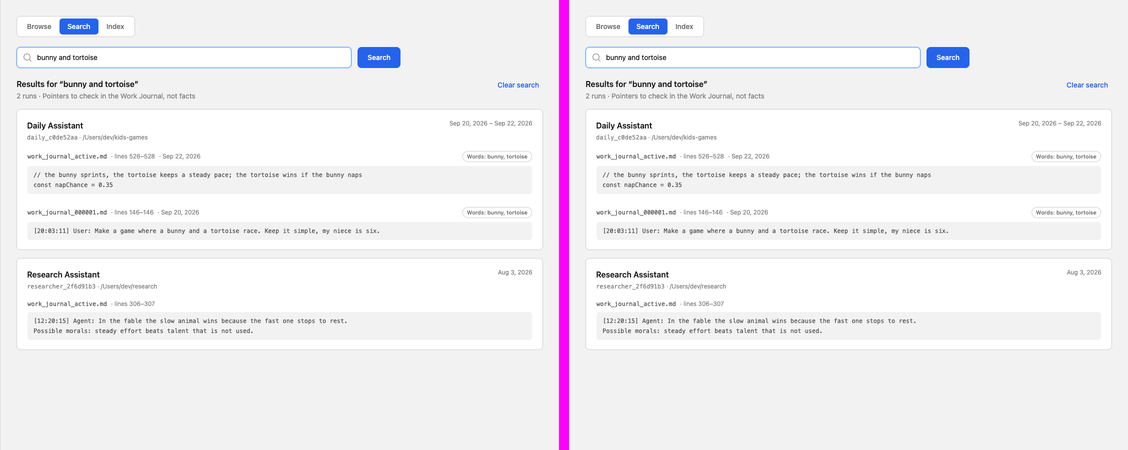 Browse Search Index
bunny and tortoise Search
Results for “bunny and tortoise” Clear search
2 runs · Pointers to check in the Work Journal, not facts
Daily Assistant Sep 20, 2026 – Sep 22, 2026
daily_c0de52aa · /Users/dev/kids-games
work_journal_active.md · lines 526–528 · Sep 22, 2026 Words: bunny, tortoise
// the bunny sprints, the tortoise keeps a steady pace; the tortoise wins if the bunny naps
const napChance = 0.35
work_journal_000001.md · lines 146–146 · Sep 20, 2026 Words: bunny, tortoise
[20:03:11] User: Make a game where a bunny and a tortoise race. Keep it simple, my niece is six.
Research Assistant Aug 3, 2026
researcher_2f6d91b3 · /Users/dev/research
work_journal_active.md · lines 306–307
[12:20:15] Agent: In the fable the slow animal wins because the fast one stops to rest.
Possible morals: steady effort beats talent that is not used.
Browse Search Index
bunny and tortoise Search
Results for “bunny and tortoise” Clear search
2 runs · Pointers to check in the Work Journal, not facts
Daily Assistant Sep 20, 2026 – Sep 22, 2026
daily_c0de52aa · /Users/dev/kids-games
work_journal_active.md · lines 526–528 · Sep 22, 2026 Words: bunny, tortoise
// the bunny sprints, the tortoise keeps a steady pace; the tortoise wins if the bunny naps
const napChance = 0.35
work_journal_000001.md · lines 146–146 · Sep 20, 2026 Words: bunny, tortoise
[20:03:11] User: Make a game where a bunny and a tortoise race. Keep it simple, my niece is six.
Research Assistant Aug 3, 2026
researcher_2f6d91b3 · /Users/dev/research
work_journal_active.md · lines 306–307
[12:20:15] Agent: In the fable the slow animal wins because the fast one stops to rest.
Possible morals: steady effort beats talent that is not used.